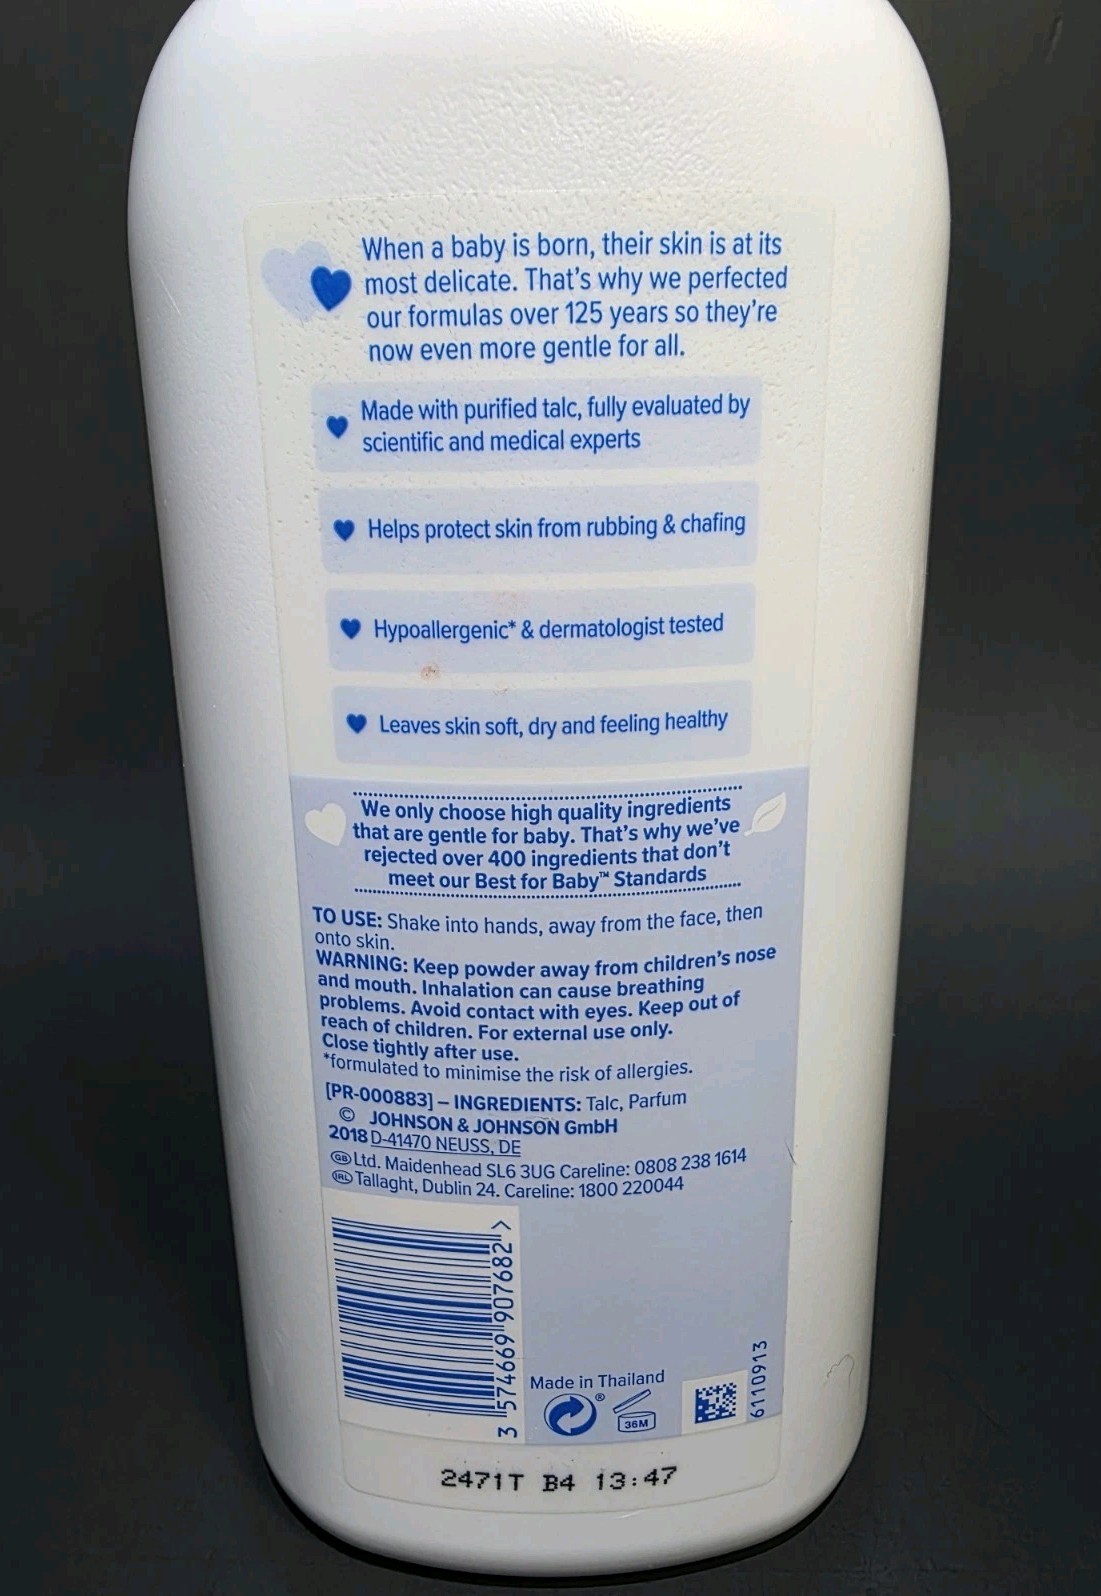 When a baby is born, their skin is at its
most delicate. That's why we perfected
our formulas over 125 years so they're
now even more gentle for all.
Made with purified talc, fully evaluated by
scientific and medical experts
Helps protect skin from rubbing & chafing
Hypoallergenic* & dermatologist tested
Leaves skin soft, dry and feeling healthy
We only choose high quality ingredients
that are gentle for baby. That's why we've
rejected over 400 ingredients that don't
meet our Best for Baby™ Standards
TO USE: Shake into hands, away from the face, then
onto skin.
WARNING: Keep powder away from children's nose
and mouth. Inhalation can cause breathing
problems. Avoid contact with eyes. Keep out of
reach of children. For external use only.
Close tightly after use.
*formulated to minimise the risk of allergies.
[PR-000883] – INGREDIENTS: Talc, Parfum
© JOHNSON & JOHNSON GmbH
2018 D-41470 NEUSS, DE
GB Ltd. Maidenhead SL6 3UG Careline: 0808 238 1614
IRL Tallaght, Dublin 24. Careline: 1800 220044
3 574669 907682 >
Made in Thailand
®
36M
6110913
2471T B4 13:47